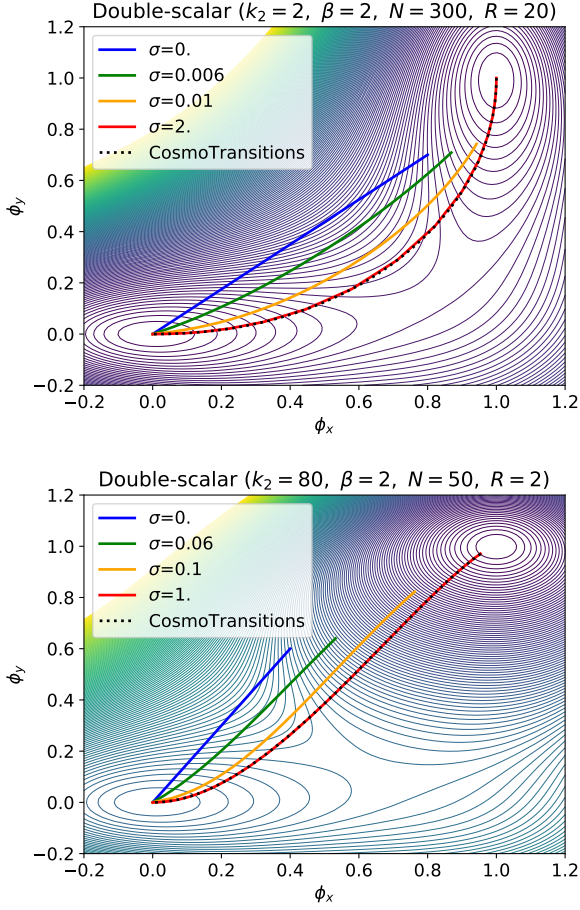 Double-scalar (k₂ = 2, β = 2, N = 300, R = 20)
1.2
1.0
0.8
0.6
0.4
0.2
0.0
−0.2
ϕy
σ=0.
σ=0.006
σ=0.01
σ=2.
CosmoTransitions
−0.2 0.0 0.2 0.4 0.6 0.8 1.0 1.2
ϕx
Double-scalar (k₂ = 80, β = 2, N = 50, R = 2)
1.2
1.0
0.8
0.6
0.4
0.2
0.0
−0.2
ϕy
σ=0.
σ=0.06
σ=0.1
σ=1.
CosmoTransitions
−0.2 0.0 0.2 0.4 0.6 0.8 1.0 1.2
ϕx